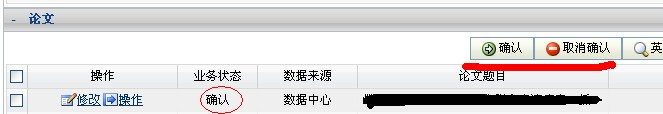 - 论文
确认 取消确认 英
操作 业务状态 数据来源 论文题目
修改 操作 确认 数据中心